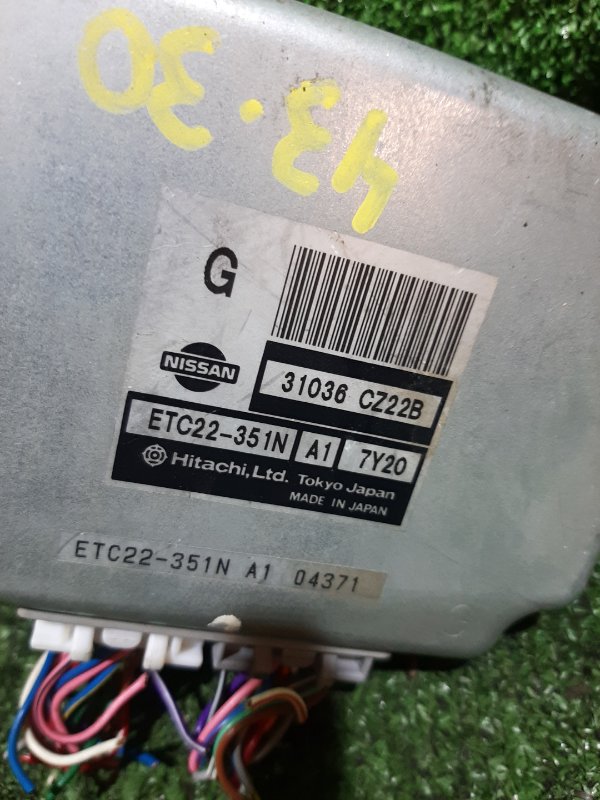 43.30
G
NISSAN
31036 CZ22B
ETC22-351N A1 7Y20
Hitachi, Ltd. Tokyo Japan
MADE IN JAPAN
ETC22-351N A1 04371